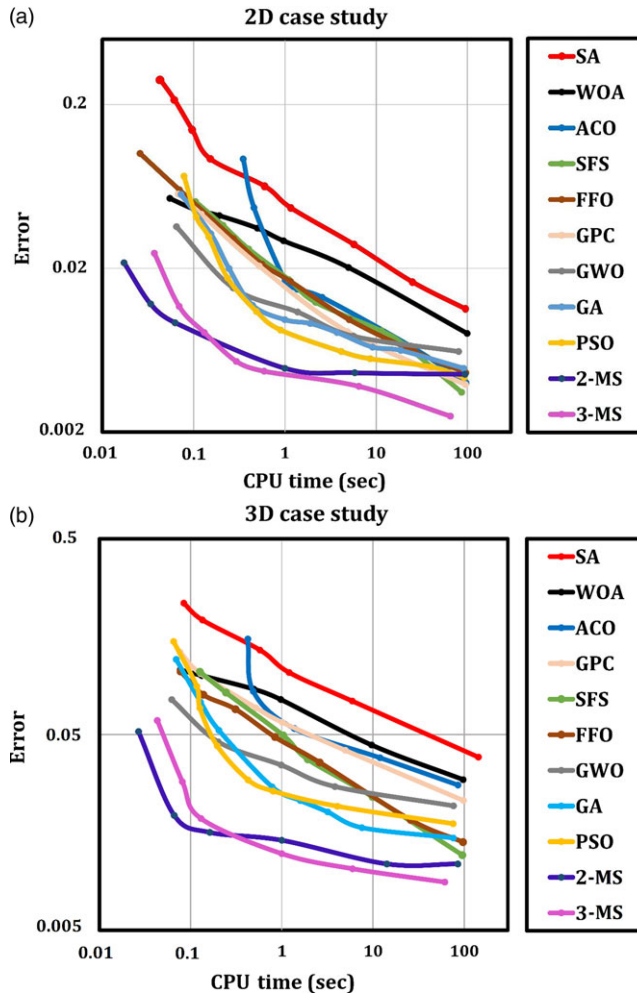 (a)
2D case study
0.2
0.02
0.002
Error
0.01
0.1
1
10
100
CPU time (sec)
SA
WOA
ACO
SFS
FFO
GPC
GWO
GA
PSO
2-MS
3-MS
(b)
3D case study
0.5
0.05
0.005
Error
0.01
0.1
1
10
100
CPU time (sec)
SA
WOA
ACO
GPC
SFS
FFO
GWO
GA
PSO
2-MS
3-MS